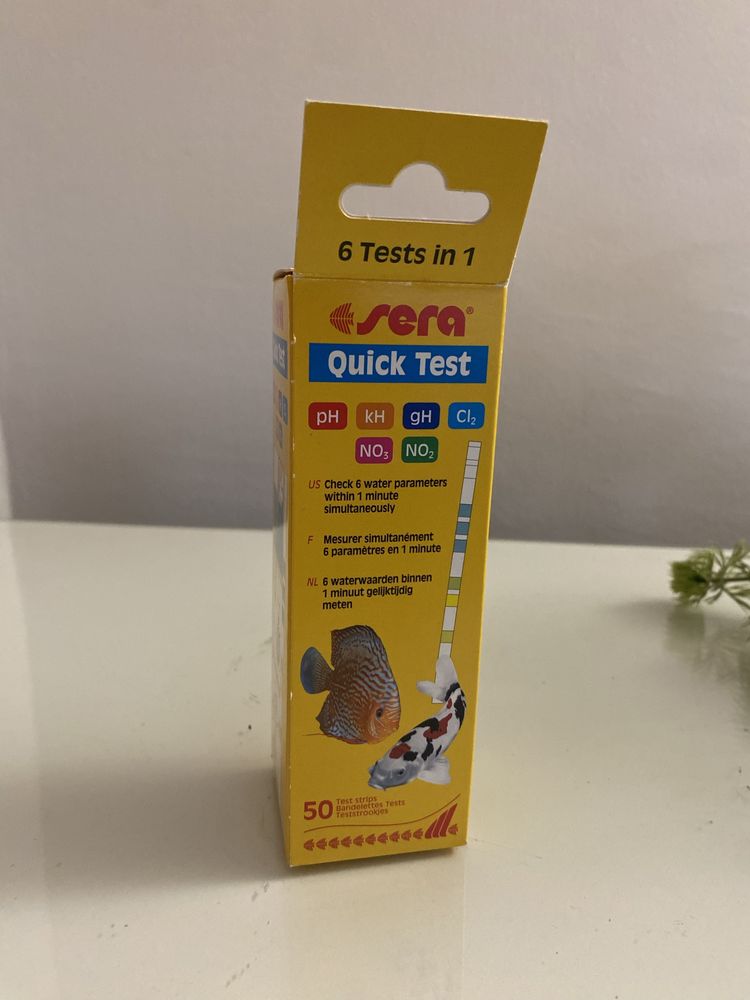 6 Tests in 1
sera®
Quick Test
pH kH gH Cl₂
NO₃ NO₂
US Check 6 water parameters
within 1 minute
simultaneously
F Mesurer simultanément
6 paramètres en 1 minute
NL 6 waterwaarden binnen
1 minuut gelijktijdig
meten
50 Test strips
Bandelettes Tests
Teststrookjes